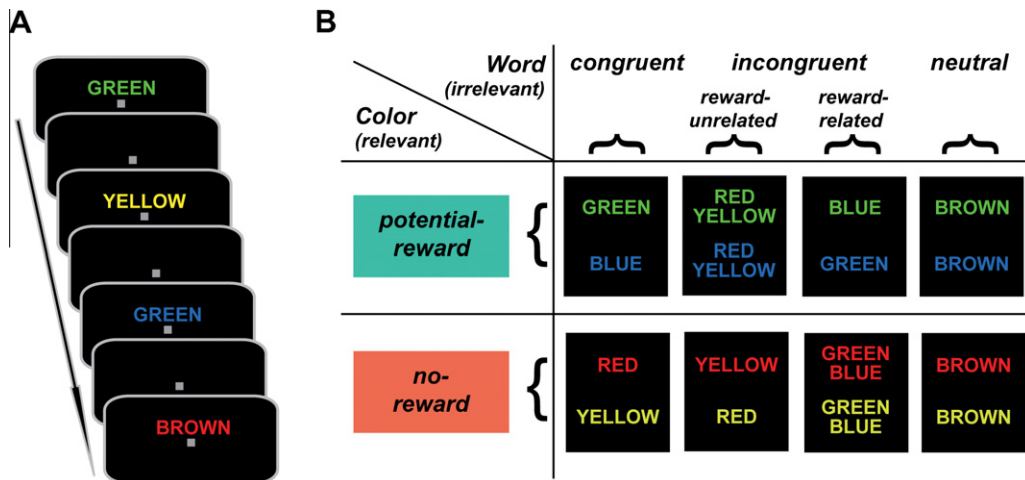 A
GREEN
YELLOW
GREEN
BROWN
B
Word
(irrelevant)
Color
(relevant)
congruent
incongruent
neutral
reward-
unrelated
reward-
related
potential-
reward
GREEN
BLUE
RED
YELLOW
RED
YELLOW
BLUE
GREEN
BROWN
BROWN
no-
reward
RED
YELLOW
YELLOW
RED
GREEN
BLUE
GREEN
BLUE
BROWN
BROWN